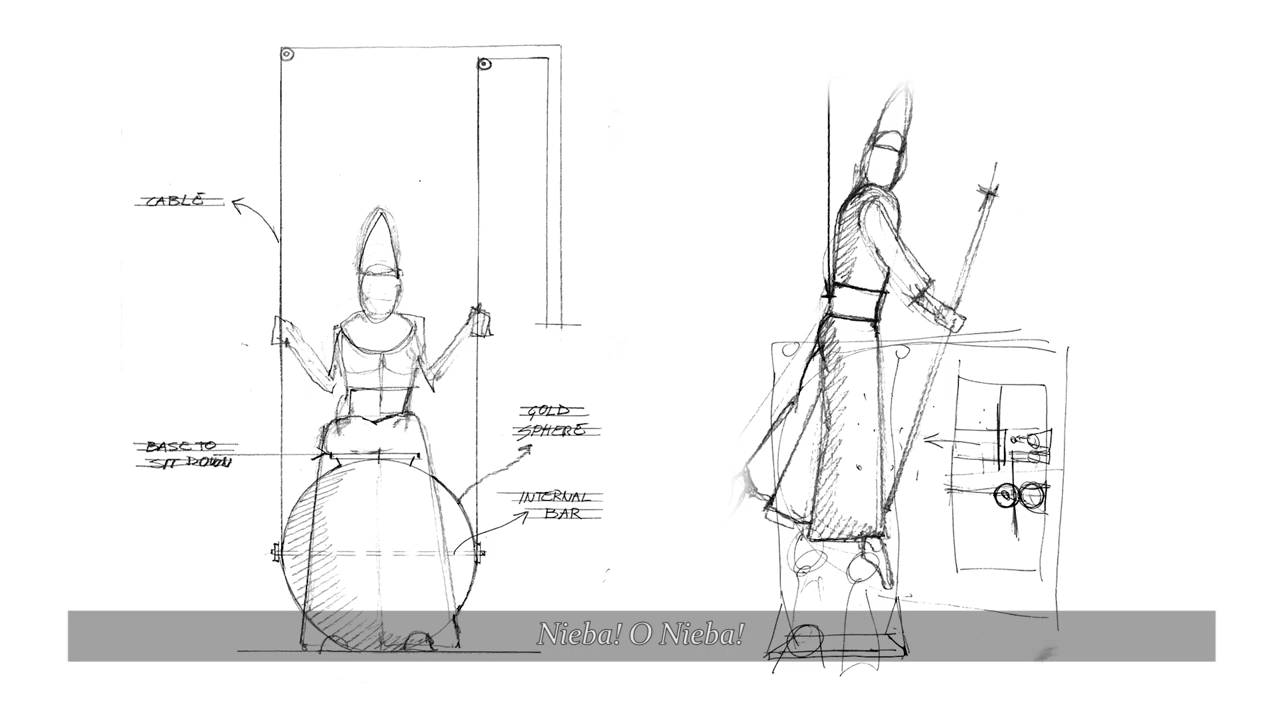 CABLE
GOLD
SPHERE
BASE TO
SIT DOWN
INTERNAL
BAR
Nieba! O Nieba!